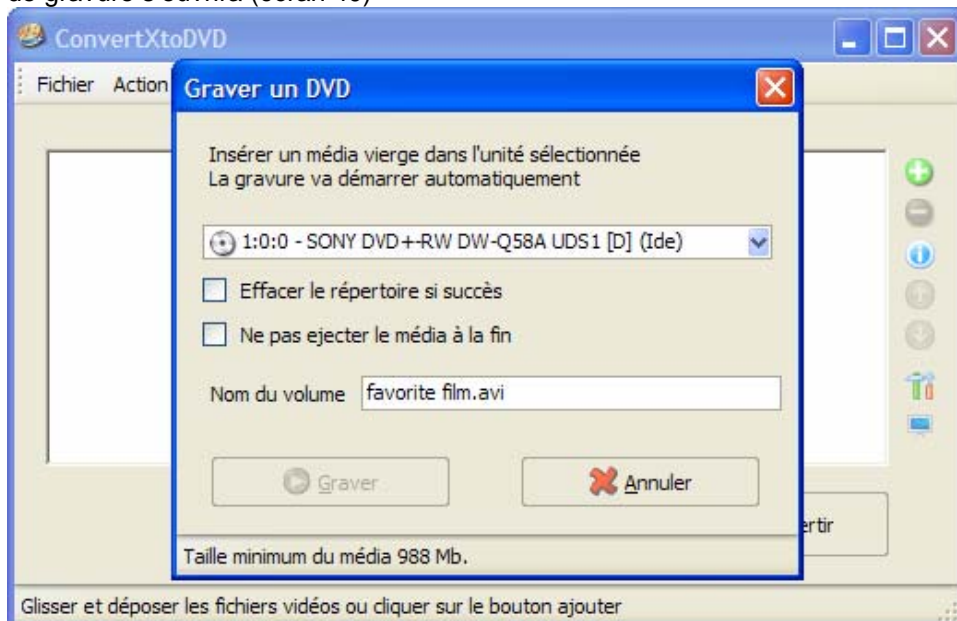 ConvertXtoDVD
Fichier Action
Graver un DVD
Insérer un média vierge dans l'unité sélectionnée
La gravure va démarrer automatiquement
1:0:0 - SONY DVD+-RW DW-Q58A UDS1 [D] (Ide)
Effacer le répertoire si succès
Ne pas ejecter le média à la fin
Nom du volume favorite film.avi
Graver Annuler
ertir
Taille minimum du média 988 Mb.
Glisser et déposer les fichiers vidéos ou cliquer sur le bouton ajouter